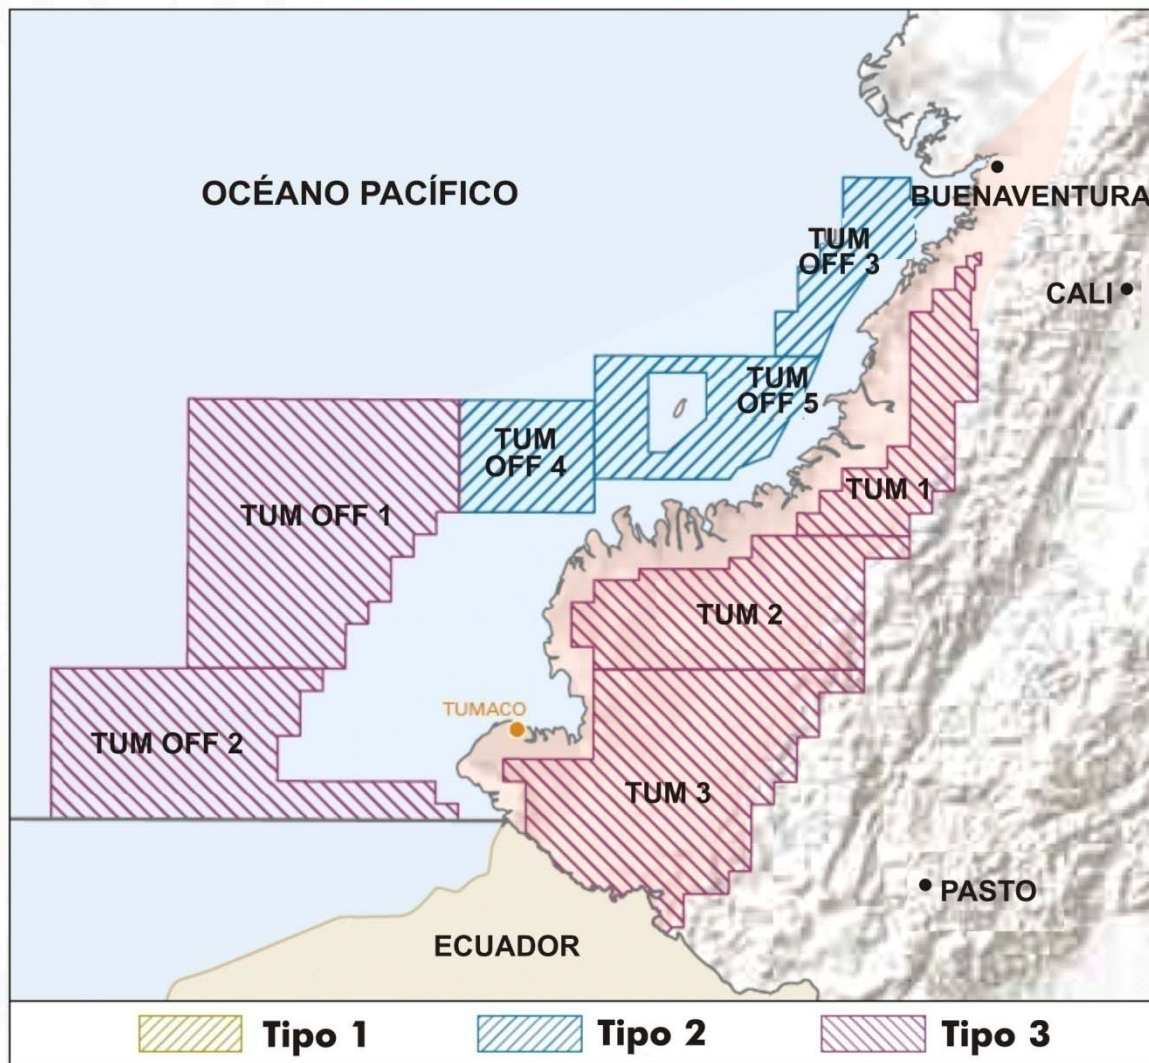 OCÉANO PACÍFICO
BUENAVENTURA
TUM
OFF 3
CALI
TUM
OFF 5
TUM
OFF 4
TUM 1
TUM OFF 1
TUM 2
TUMACO
TUM OFF 2
TUM 3
PASTO
ECUADOR
Tipo 1
Tipo 2
Tipo 3